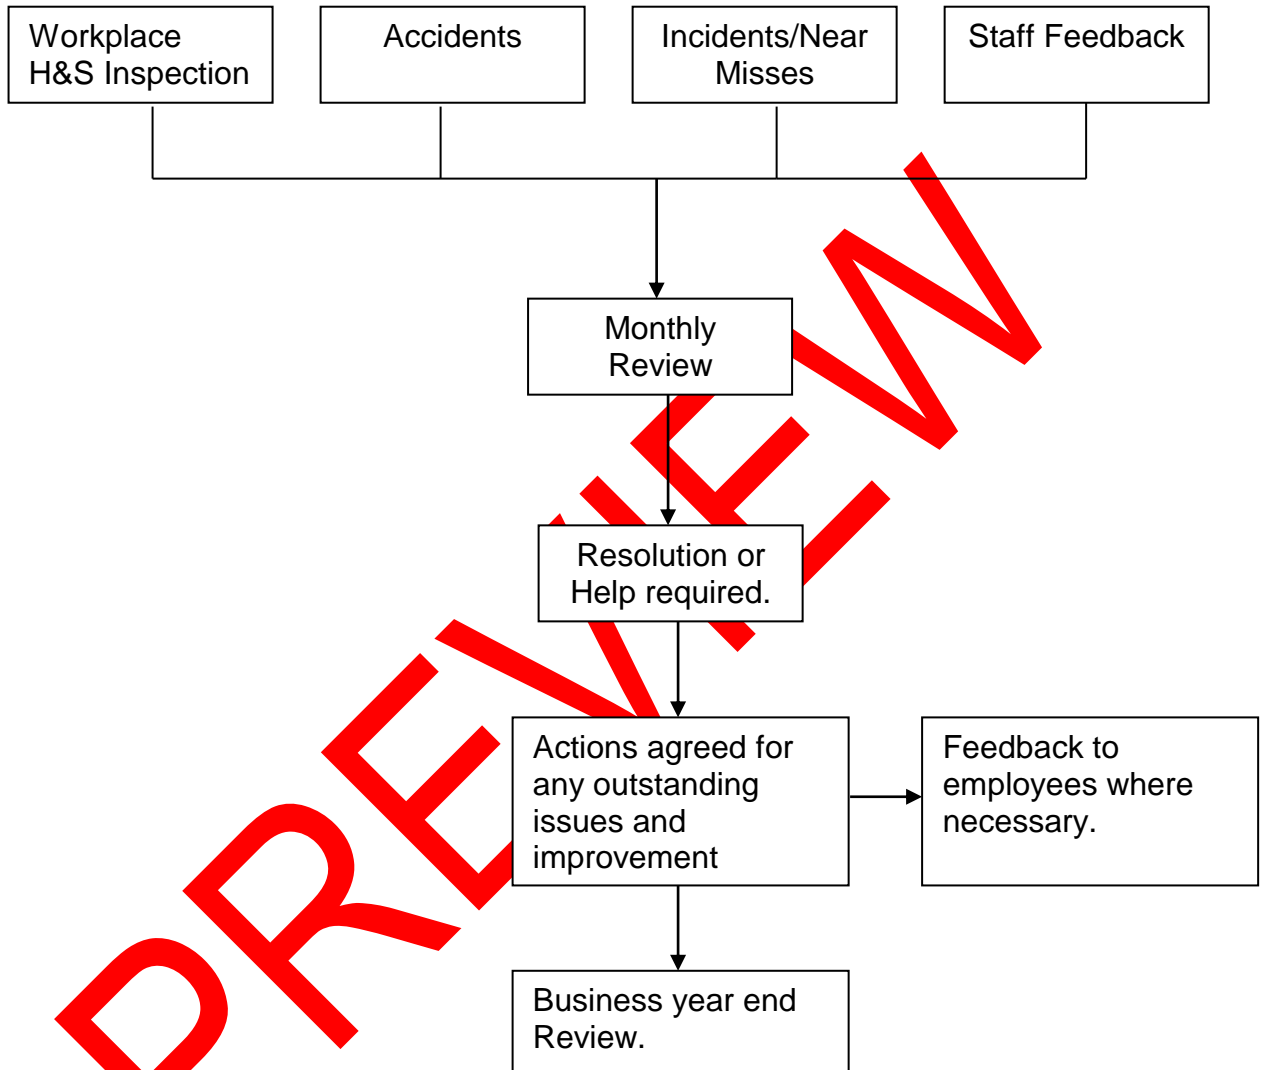 Workplace
H&S Inspection
Accidents
Incidents/Near
Misses
Staff Feedback
Monthly
Review
Resolution or
Help required.
Actions agreed for
any outstanding
issues and
improvement
Feedback to
employees where
necessary.
Business year end
Review.
PREVIEW